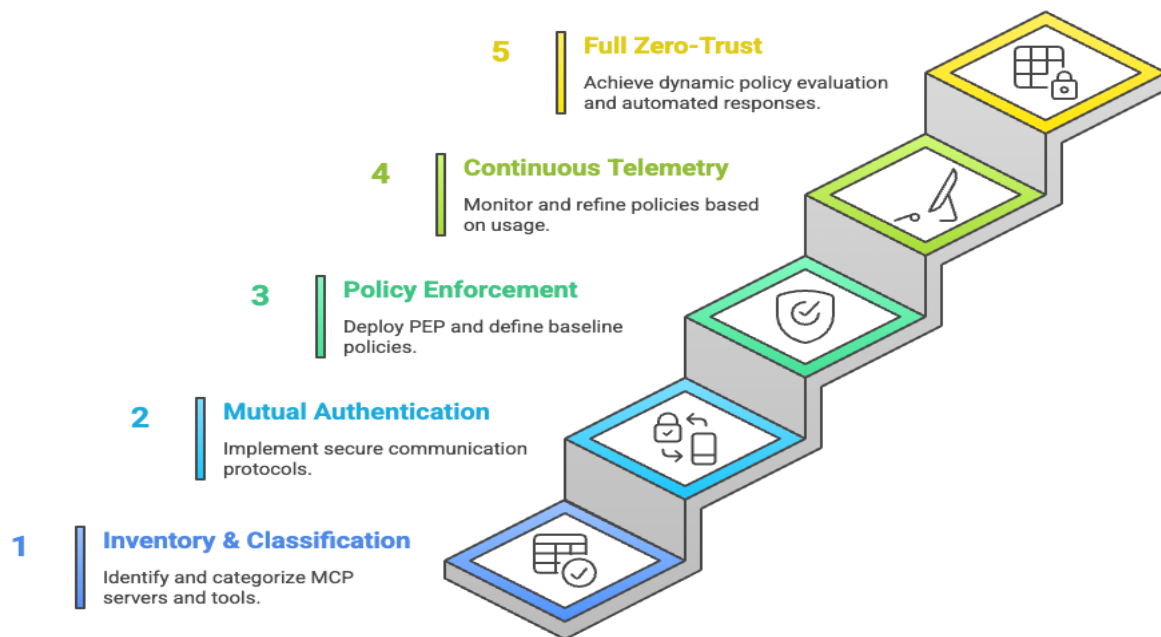 5
Full Zero-Trust
Achieve dynamic policy evaluation
and automated responses.
4
Continuous Telemetry
Monitor and refine policies based
on usage.
3
Policy Enforcement
Deploy PEP and define baseline
policies.
2
Mutual Authentication
Implement secure communication
protocols.
1
Inventory & Classification
Identify and categorize MCP
servers and tools.